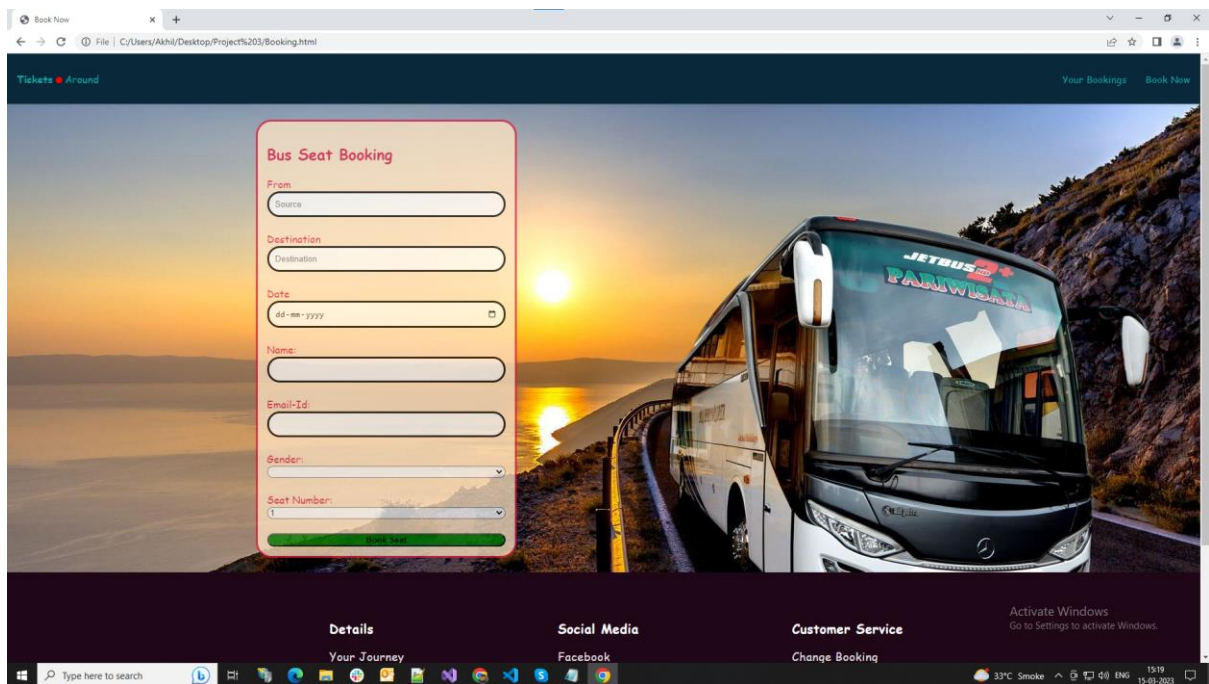 Book Now
File | C:/Users/Akhil/Desktop/Project%203/Booking.html
Tickets Around
Your Bookings Book Now
Bus Seat Booking
From
Source
Destination
Destination
Date
dd-mm-yyyy
Name:
Email-Id:
Gender:
Seat Number:
1
Book Seat
JETBUS 2+
PARIWISATA
Details Social Media Customer Service
Your Journey Facebook Change Booking
Activate Windows
Go to Settings to activate Windows.
Type here to search
33°C Smoke ENG
15:19
15-03-2023